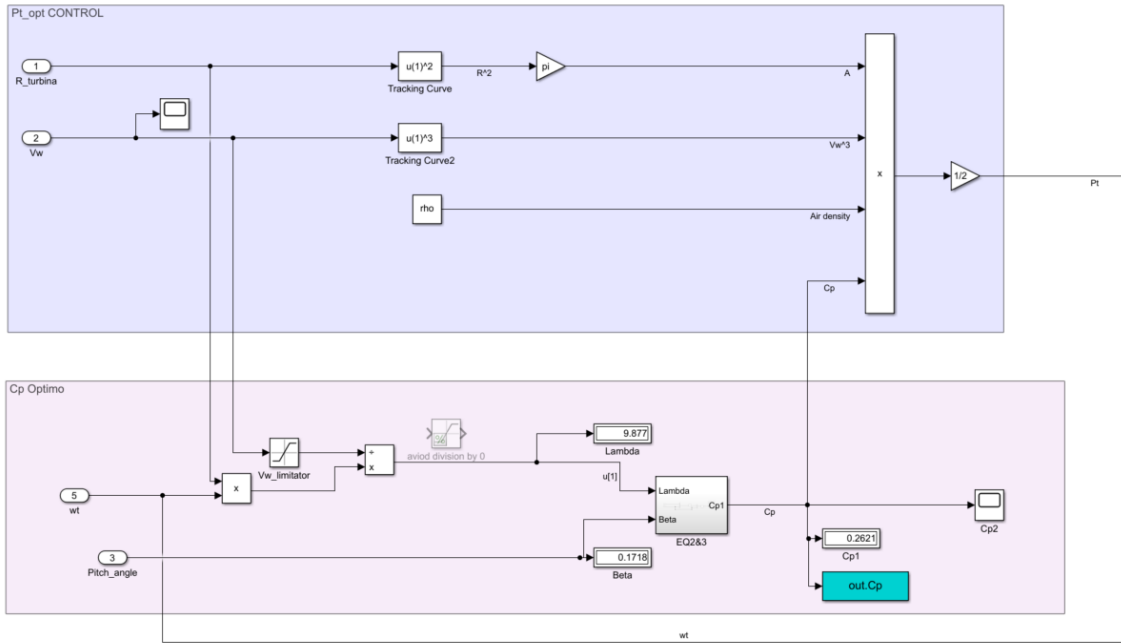 Pt_opt CONTROL
1
R_turbina
u(1)^2
Tracking Curve
R^2
pi
A
2
Vw
u(1)^3
Tracking Curve2
Vw^3
x
1/2
Pt
rho
Air density
Cp
Cp Optimo
Vw_limitator
÷
x
aviod division by 0
9.877
Lambda
u[1]
x
5
wt
Lambda
Beta
Cp1
EQ2&3
Cp
Cp2
3
Pitch_angle
0.1718
Beta
0.2621
Cp1
out.Cp
wt